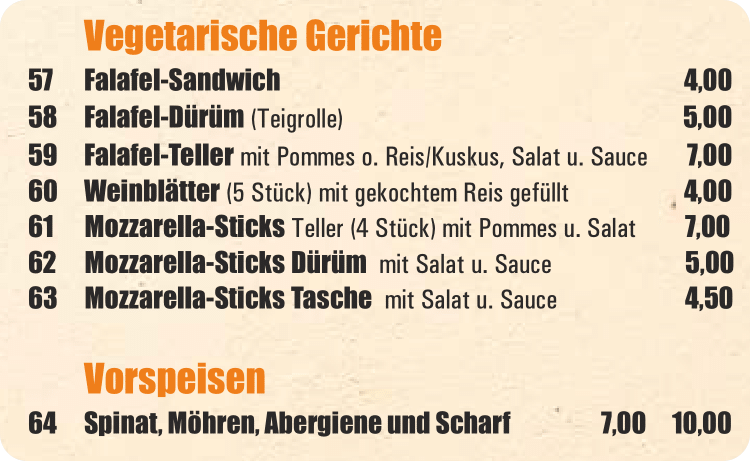 Vegetarische Gerichte
57 Falafel-Sandwich 4,00
58 Falafel-Dürüm (Teigrolle) 5,00
59 Falafel-Teller mit Pommes o. Reis/Kuskus, Salat u. Sauce 7,00
60 Weinblätter (5 Stück) mit gekochtem Reis gefüllt 4,00
61 Mozzarella-Sticks Teller (4 Stück) mit Pommes u. Salat 7,00
62 Mozzarella-Sticks Dürüm mit Salat u. Sauce 5,00
63 Mozzarella-Sticks Tasche mit Salat u. Sauce 4,50
Vorspeisen
64 Spinat, Möhren, Abergiene und Scharf 7,00 10,00